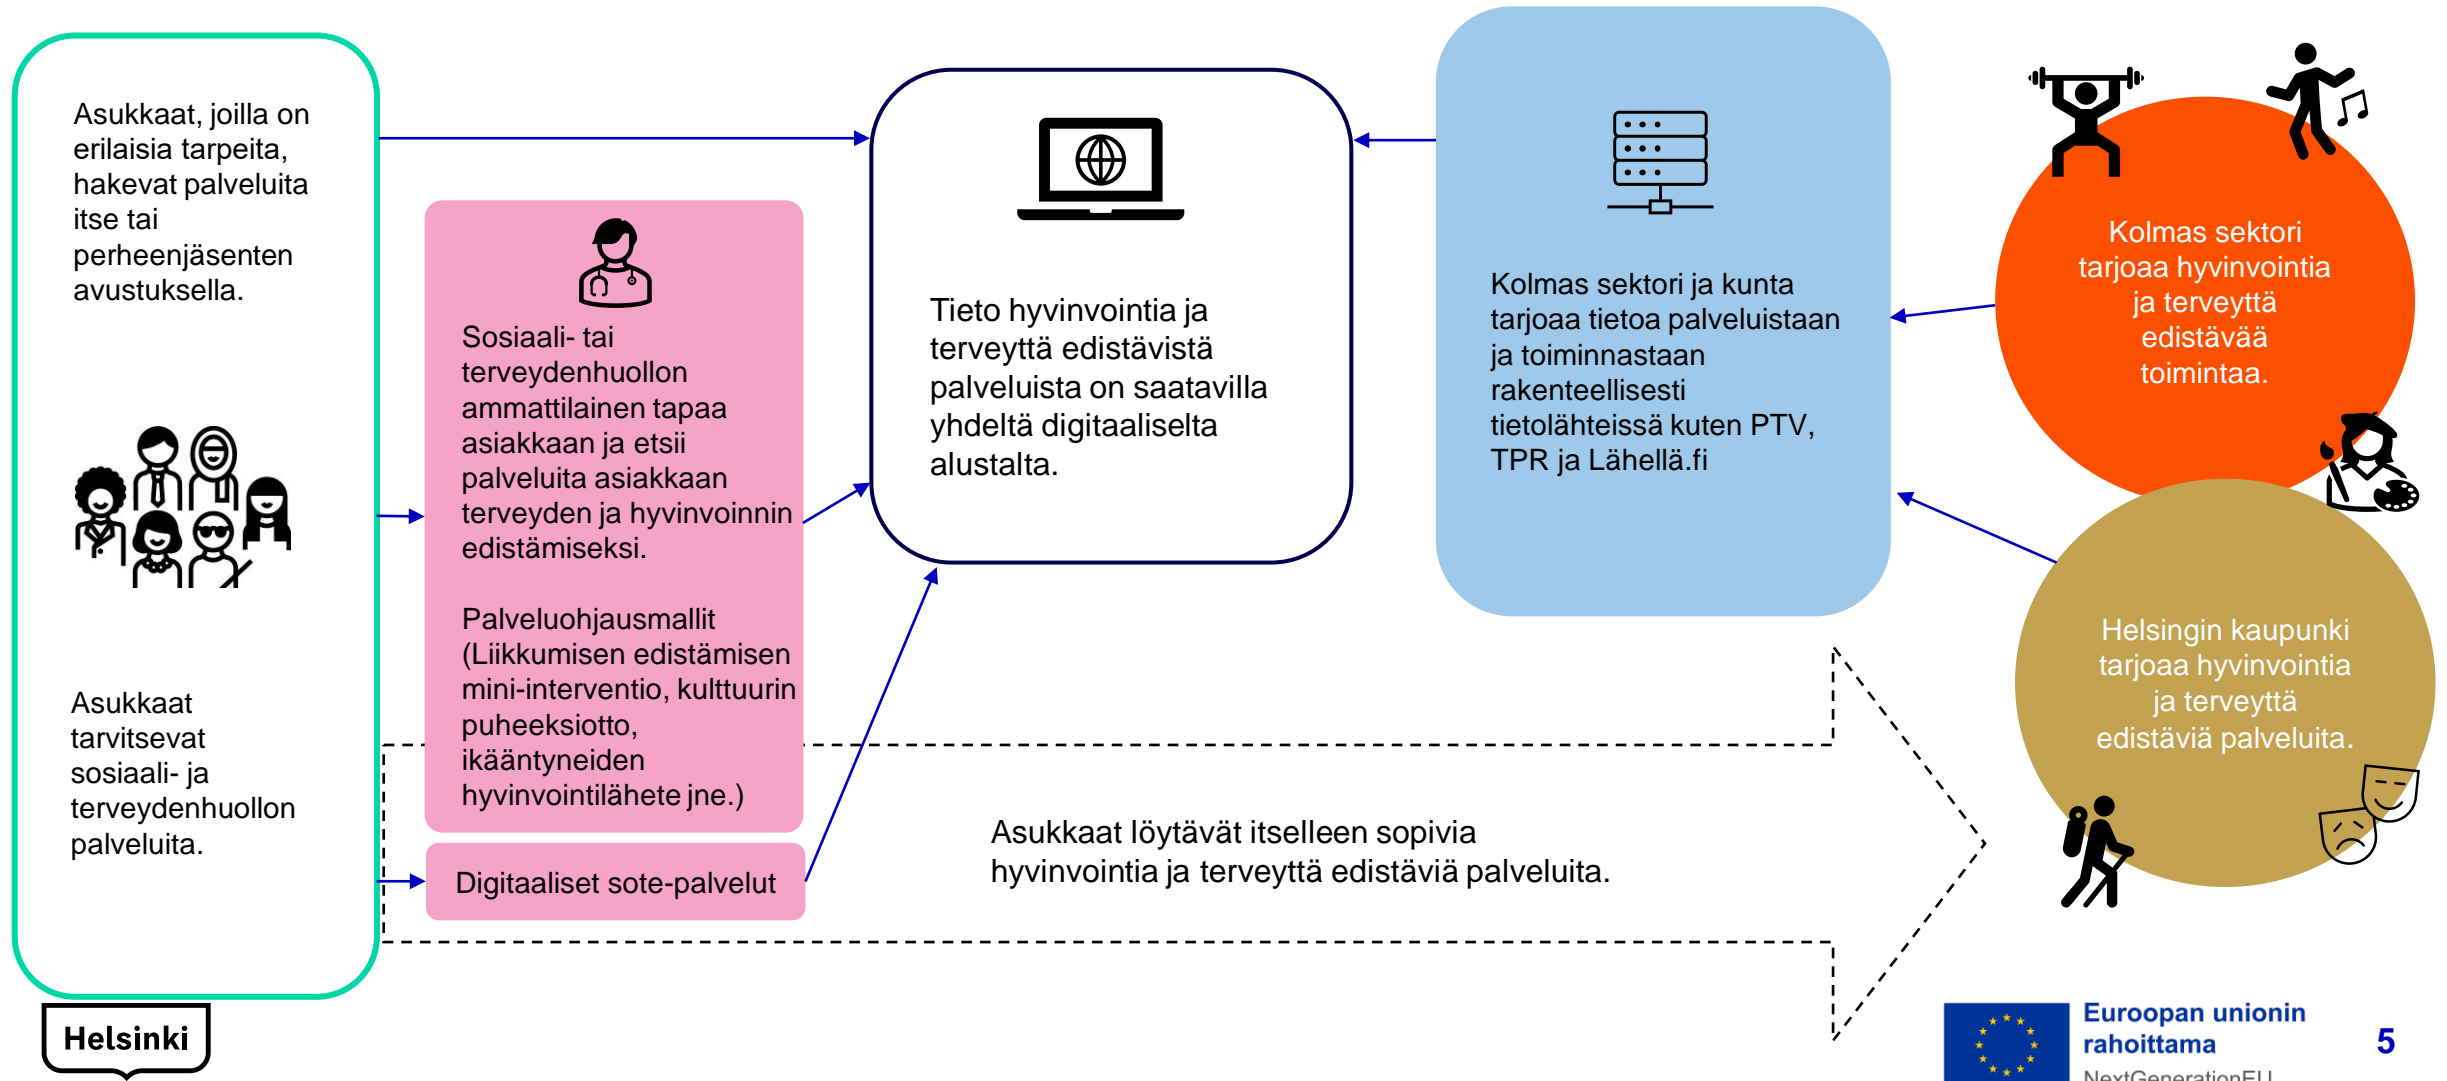 Asukkaat, joilla on
erilaisia tarpeita,
hakevat palveluita
itse tai
perheenjäsenten
avustuksella.
Asukkaat
tarvitsevat
sosiaali- ja
terveydenhuollon
palveluita.
Sosiaali- tai
terveydenhuollon
ammattilainen tapaa
asiakkaan ja etsii
palveluita asiakkaan
terveyden ja hyvinvoinnin
edistämiseksi.
Palveluohjausmallit
(Liikkumisen edistämisen
mini-interventio, kulttuurin
puheeksiotto,
ikääntyneiden
hyvinvointilähete jne.)
Digitaaliset sote-palvelut
Tieto hyvinvointia ja
terveyttä edistävistä
palveluista on saatavilla
yhdeltä digitaaliselta
alustalta.
Kolmas sektori ja kunta
tarjoaa tietoa palveluistaan
ja toiminnastaan
rakenteellisesti
tietolähteissä kuten PTV,
TPR ja Lähellä.fi
Kolmas sektori
tarjoaa hyvinvointia
ja terveyttä
edistävää
toimintaa.
Helsingin kaupunki
tarjoaa hyvinvointia
ja terveyttä
edistäviä palveluita.
Asukkaat löytävät itselleen sopivia
hyvinvointia ja terveyttä edistäviä palveluita.
Helsinki
Euroopan unionin
rahoittama
NextGenerationEU
5